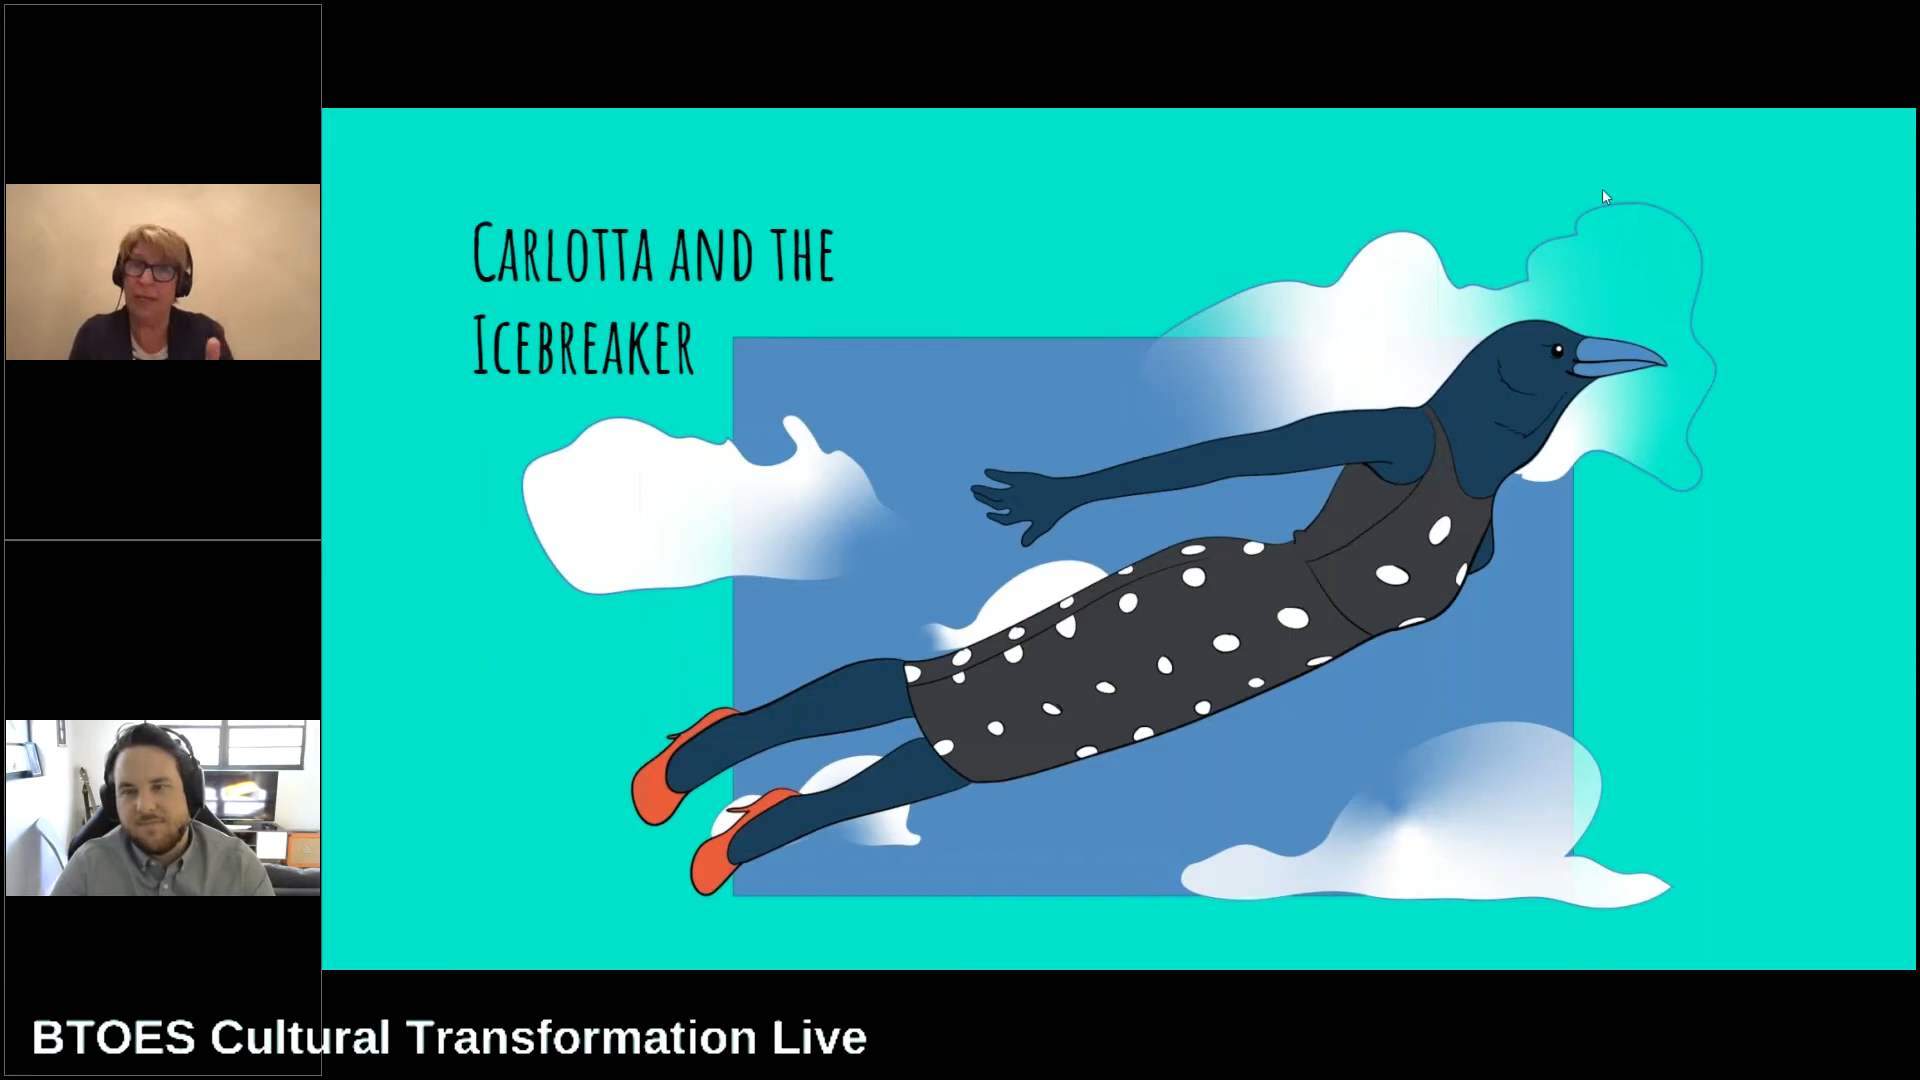 Carlotta and the
Icebreaker
BTOES Cultural Transformation Live